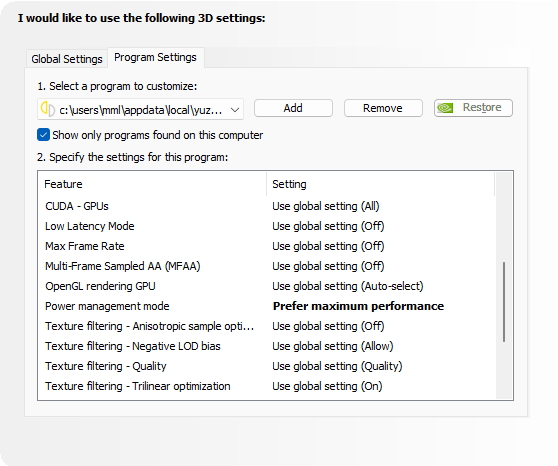 I would like to use the following 3D settings:
Global Settings Program Settings
1. Select a program to customize:
c:\users\mml\appdata\local\yuz... Add Remove Restore
Show only programs found on this computer
2. Specify the settings for this program:
Feature Setting
CUDA - GPUs Use global setting (All)
Low Latency Mode Use global setting (Off)
Max Frame Rate Use global setting (Off)
Multi-Frame Sampled AA (MFAA) Use global setting (Off)
OpenGL rendering GPU Use global setting (Auto-select)
Power management mode Prefer maximum performance
Texture filtering - Anisotropic sample opti... Use global setting (Off)
Texture filtering - Negative LOD bias Use global setting (Allow)
Texture filtering - Quality Use global setting (Quality)
Texture filtering - Trilinear optimization Use global setting (On)